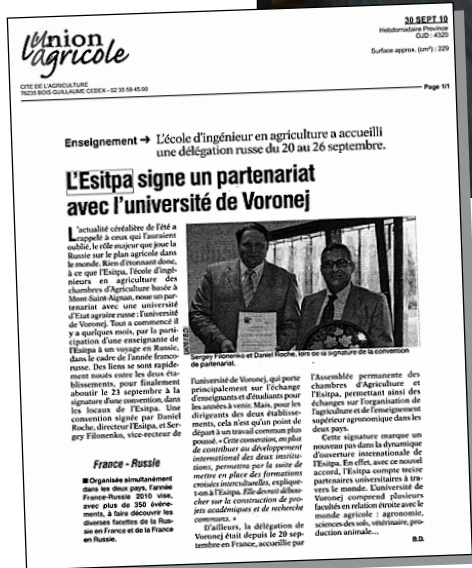 l'Union
agricole
CITE DE L'AGRICULTURE
76235 BOIS GUILLAUME CEDEX - 02 35 59 45 00
30 SEPT 10
Hebdomadaire Province
OJD : 4320
Surface approx. (cm²) : 229
Page 1/1
Enseignement → L'école d'ingénieur en agriculture a accueilli
une délégation russe du 20 au 26 septembre.
L'Esitpa signe un partenariat
avec l'université de Voronej
L'actualité céréalière de l'été a
rappelé à ceux qui l'auraient
oublié, le rôle majeur que joue la
Russie sur le plan agricole dans
le monde. Rien d'étonnant donc,
à ce que l'Esitpa, l'école d'ingé-
nieurs en agriculture des
chambres d'Agriculture basée à
Mont-Saint-Aignan, noue un par-
tenariat avec une université
d'Etat agraire russe : l'université
de Voronej. Tout a commencé il
y a quelques mois, par la parti-
cipation d'une enseignante de
l'Esitpa à un voyage en Russie,
dans le cadre de l'année franco-
russe. Des liens se sont rapide-
ment noués entre les deux éta-
blissements, pour finalement
aboutir le 23 septembre à la
signature d'une convention, dans
les locaux de l'Esitpa. Une
convention signée par Daniel
Roche, directeur l'Esitpa, et Ser-
gey Filonenko, vice-recteur de
France - Russie
■ Organisée simultanément
dans les deux pays, l'année
France-Russie 2010 vise,
avec plus de 350 évène-
ments, à faire découvrir les
diverses facettes de la Rus-
sie en France et de la France
en Russie.
Sergey Filonenko et Daniel Roche, lors de la signature de la convention
de partenariat.
l'université de Voronej, qui porte
principalement sur l'échange
d'enseignants et d'étudiants pour
les années à venir. Mais, pour les
dirigeants des deux établisse-
ments, cela n'est qu'un point de
départ à un travail commun plus
poussé. « Cette convention, en plus
de contribuer au développement
international des deux institu-
tions, permettra par la suite de
mettre en place des formations
croisées interculturelles, explique-
t-on à l'Esitpa. Elle devrait débou-
cher sur la construction de pro-
jets académiques et de recherche
communs. »
D'ailleurs, la délégation de
Voronej était depuis le 20 sep-
tembre en France, accueillie par
l'Assemblée permanente des
chambres d'Agriculture et
l'Esitpa, permettant ainsi des
échanges sur l'organisation de
l'agriculture et de l'enseignement
supérieur agronomique dans les
deux pays.
Cette signature marque un
nouveau pas dans la dynamique
d'ouverture internationale de
l'Esitpa. En effet, avec ce nouvel
accord, l'Esitpa compte treize
partenaires universitaires à tra-
vers le monde. L'université de
Voronej comprend plusieurs
facultés en relation étroite avec le
monde agricole : agronomie,
sciences des sols, vétérinaire, pro-
duction animale...
B.D.